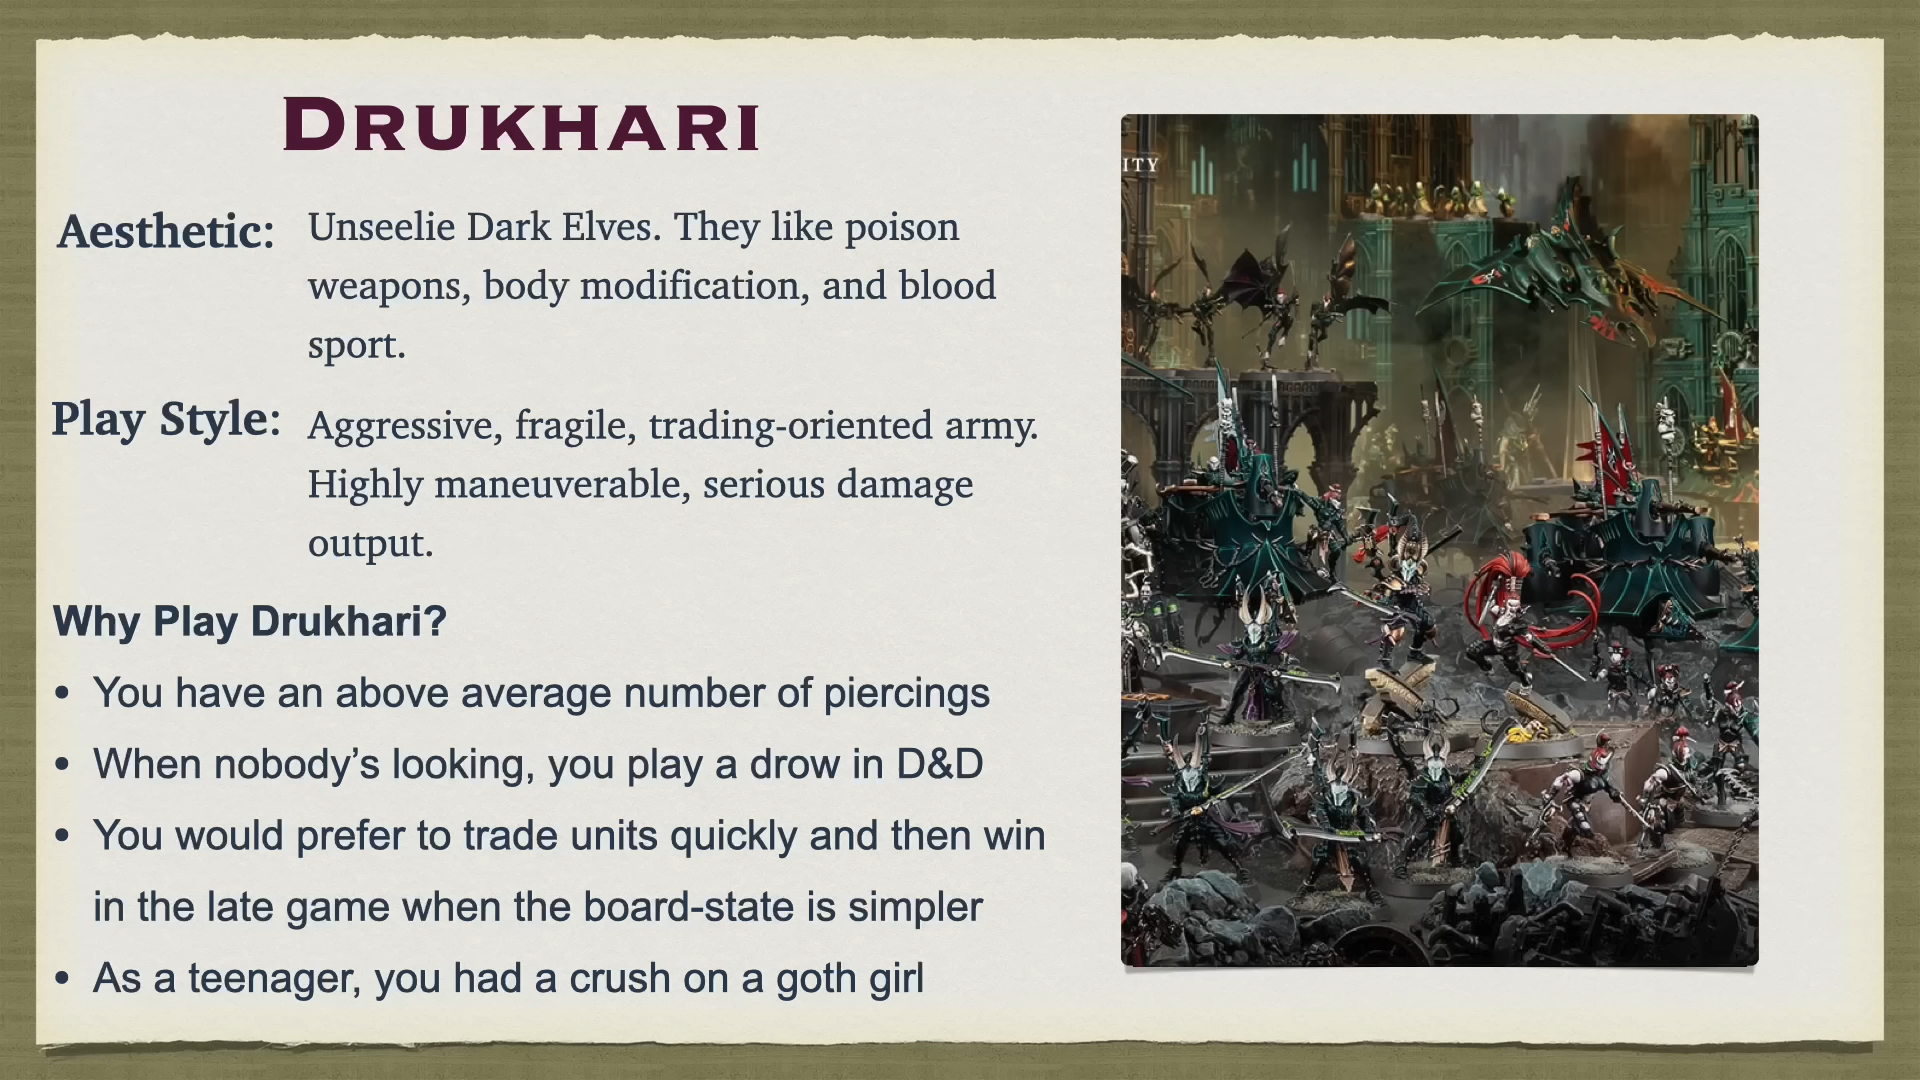 Drukhari
Aesthetic: Unseelie Dark Elves. They like poison
weapons, body modification, and blood
sport.
Play Style: Aggressive, fragile, trading-oriented army.
Highly maneuverable, serious damage
output.
Why Play Drukhari?
• You have an above average number of piercings
• When nobody’s looking, you play a drow in D&D
• You would prefer to trade units quickly and then win
in the late game when the board-state is simpler
• As a teenager, you had a crush on a goth girl
ITY